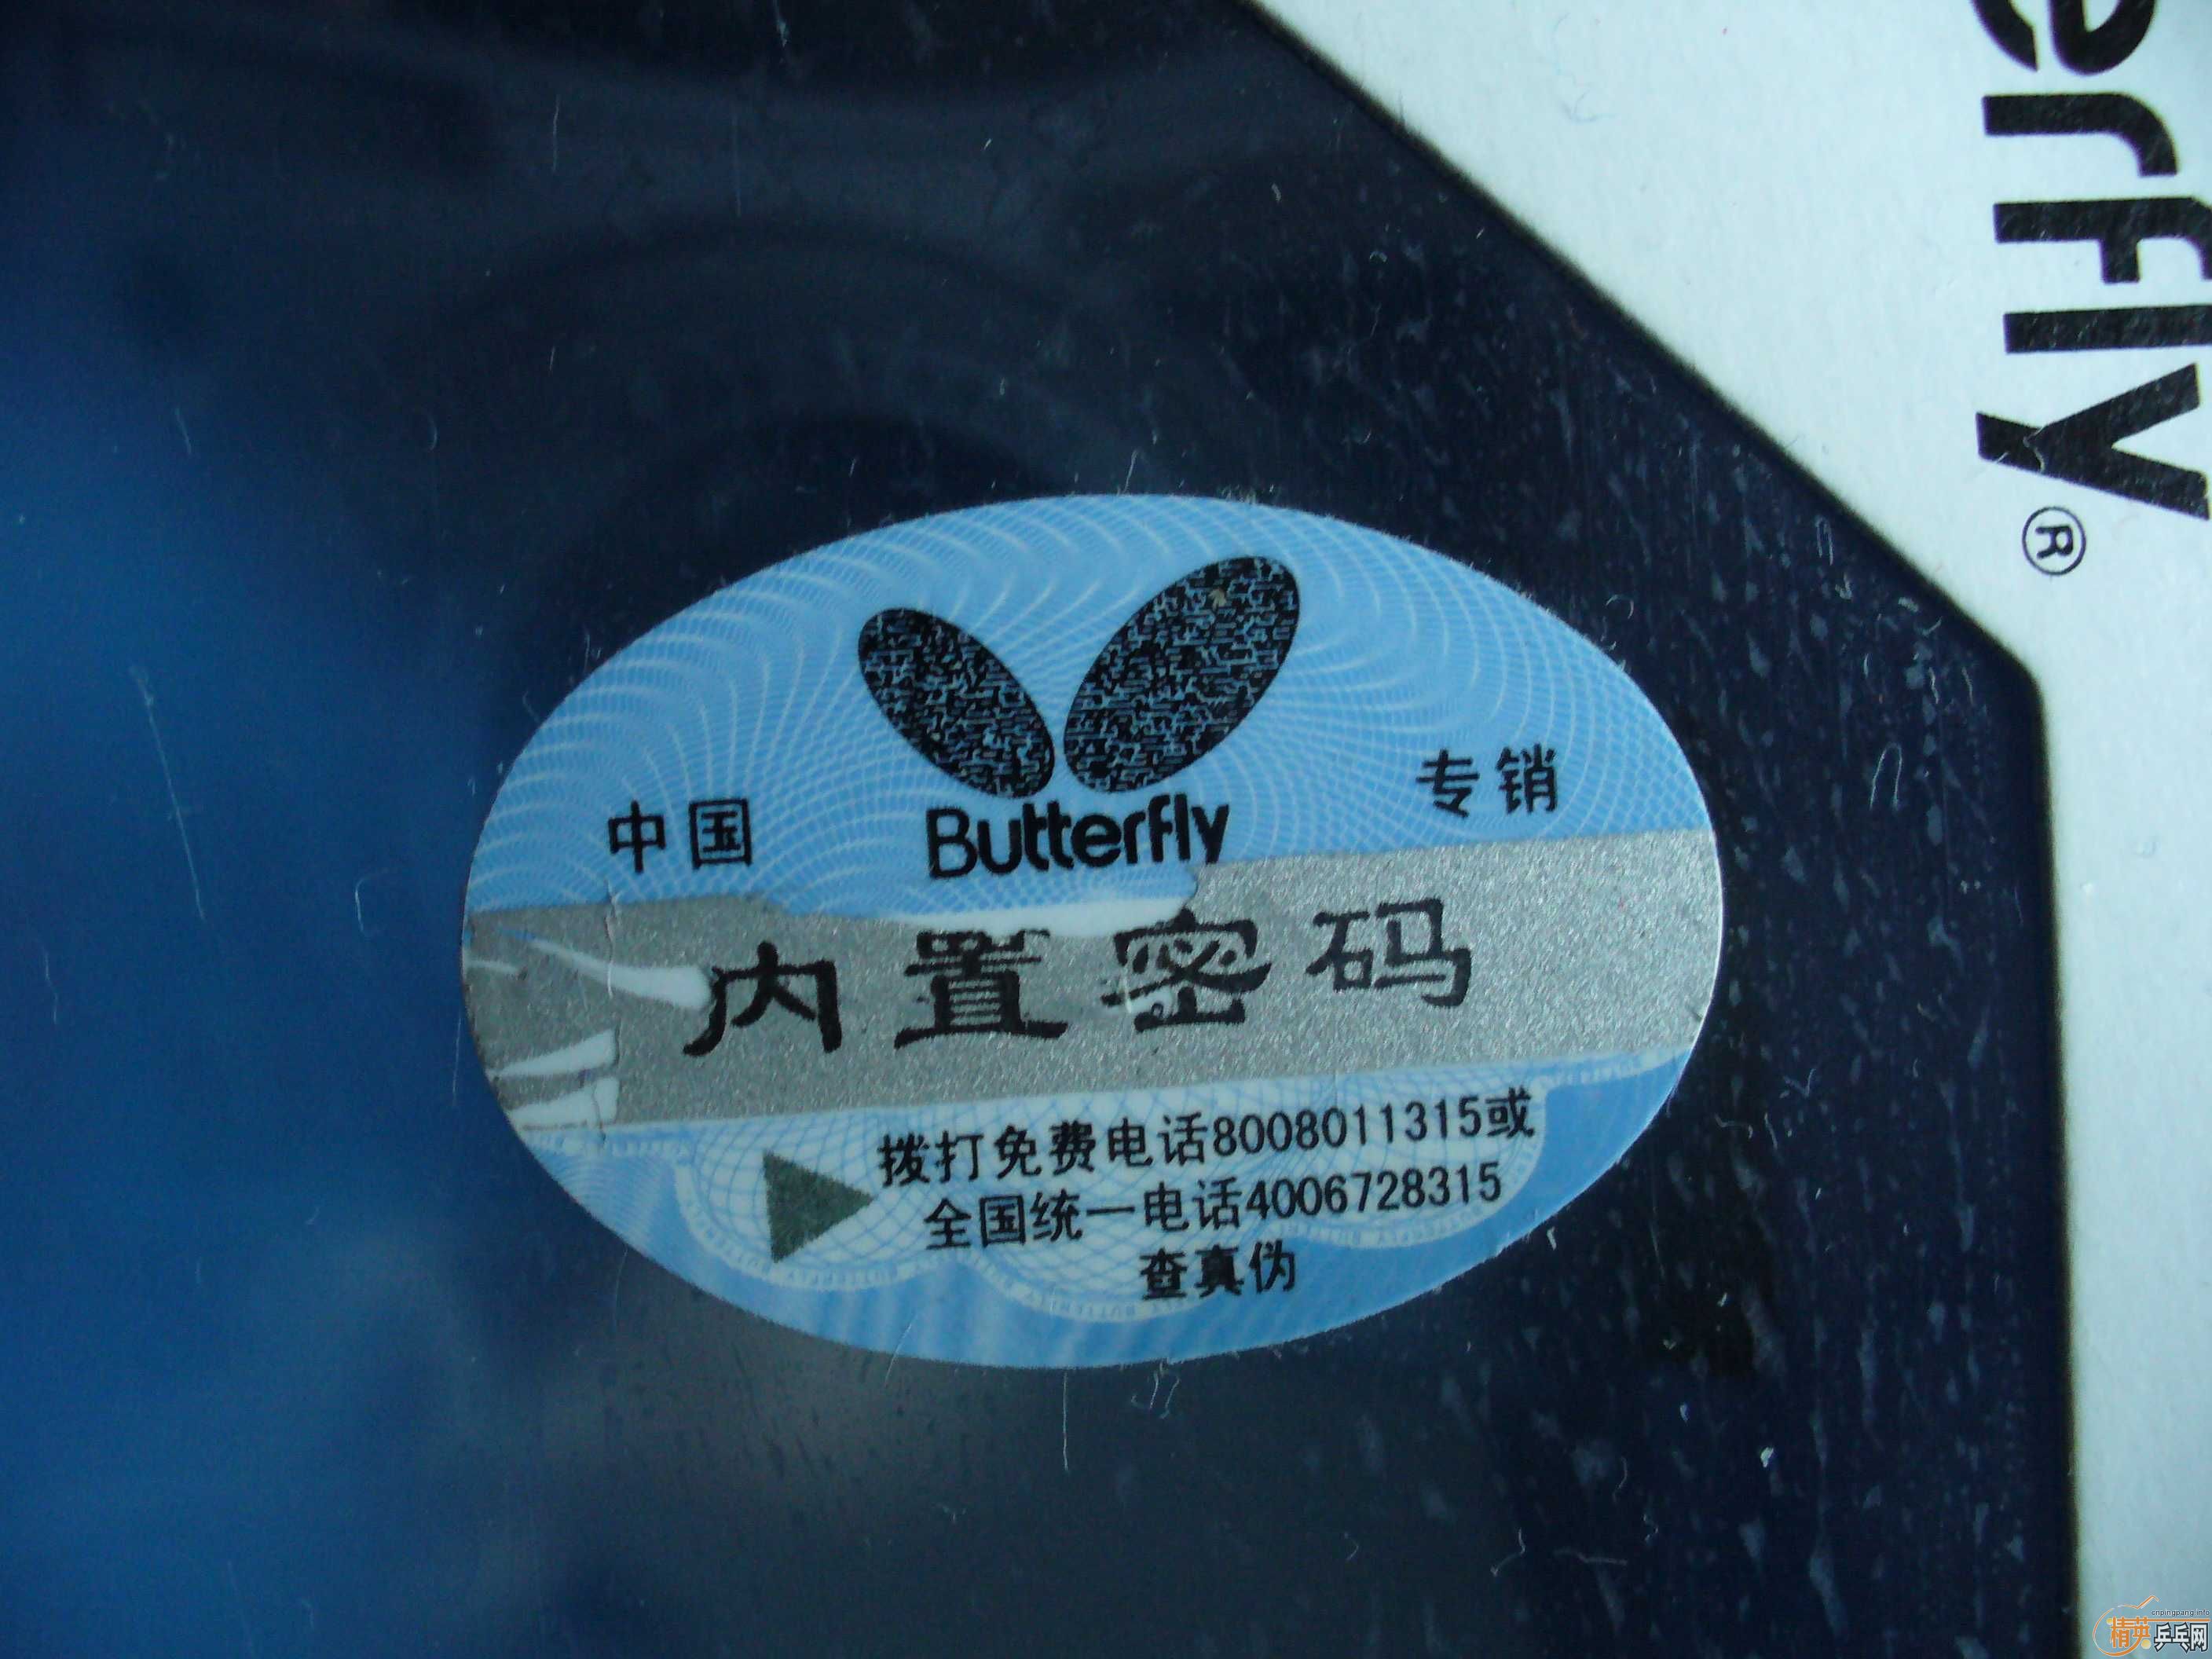 erfly®
中国
Butterfly
专销
内置密码
拨打免费电话8008011315或
全国统一电话4006728315
查真伪
cnpingpang.info
精英乒乓网